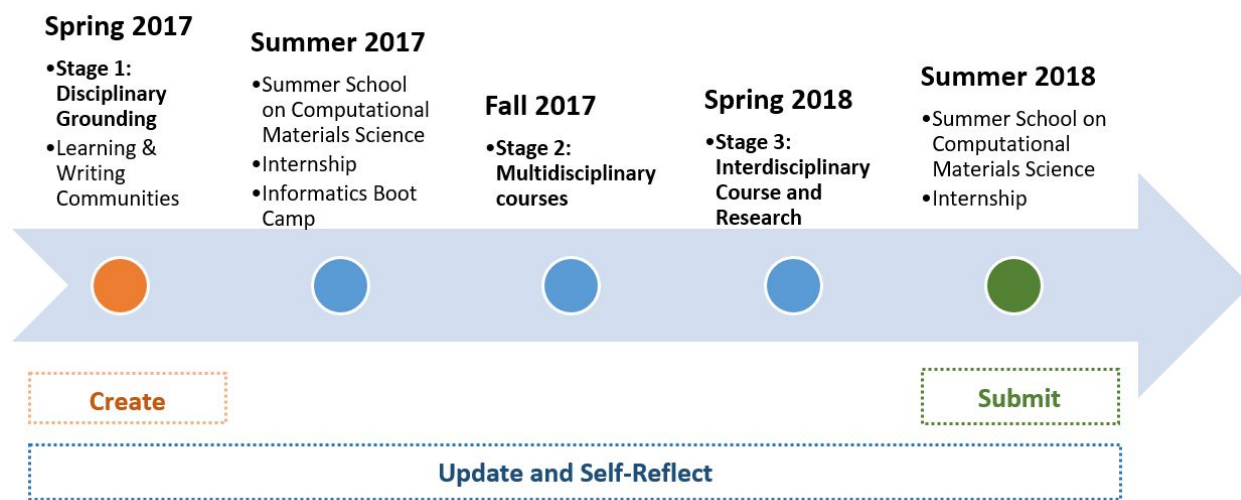 Spring 2017
•Stage 1:
Disciplinary
Grounding
•Learning &
Writing
Communities
Summer 2017
•Summer School
on Computational
Materials Science
•Internship
•Informatics Boot
Camp
Fall 2017
•Stage 2:
Multidisciplinary
courses
Spring 2018
•Stage 3:
Interdisciplinary
Course and
Research
Summer 2018
•Summer School on
Computational
Materials Science
•Internship
Create
Submit
Update and Self-Reflect